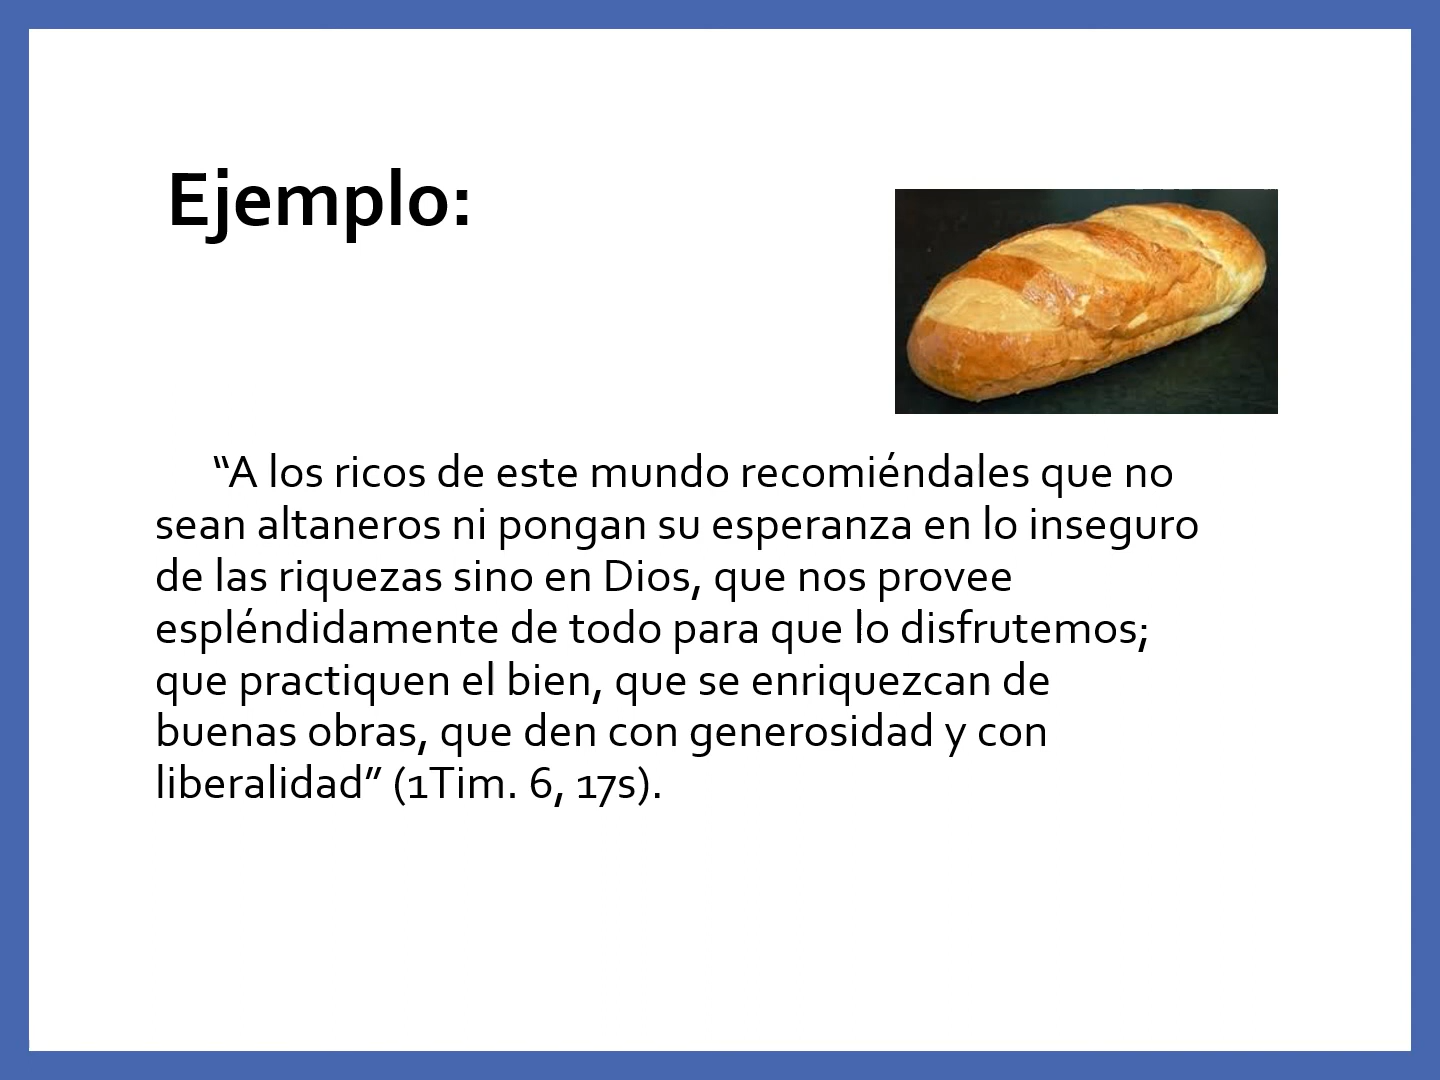 Ejemplo:
“A los ricos de este mundo recomiéndales que no
sean altaneros ni pongan su esperanza en lo inseguro
de las riquezas sino en Dios, que nos provee
espléndidamente de todo para que lo disfrutemos;
que practiquen el bien, que se enriquezcan de
buenas obras, que den con generosidad y con
liberalidad” (1Tim. 6, 17s).